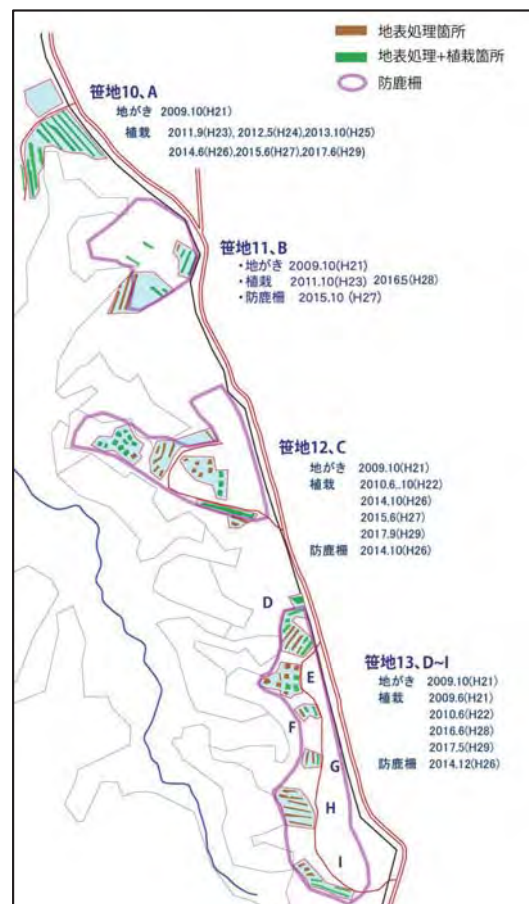 地表処理箇所
地表処理+植栽箇所
防鹿柵
笹地10、A
地がき 2009.10(H21)
植栽 2011.9(H23), 2012.5(H24),2013.10(H25)
2014.6(H26),2015.6(H27),2017.6(H29)
笹地11、B
・地がき 2009.10(H21)
・植栽 2011.10(H23) 2016.5(H28)
・防鹿柵 2015.10 (H27)
笹地12、C
地がき 2009.10(H21)
植栽 2010.6,.10(H22)
2014.10(H26)
2015.6(H27)
2017.9(H29)
防鹿柵 2014.10(H26)
D
笹地13、D~I
地がき 2009.10(H21)
植栽 2009.6(H21)
2010.6(H22)
2016.6(H28)
2017.5(H29)
防鹿柵 2014.12(H26)
E
F
G
H
I